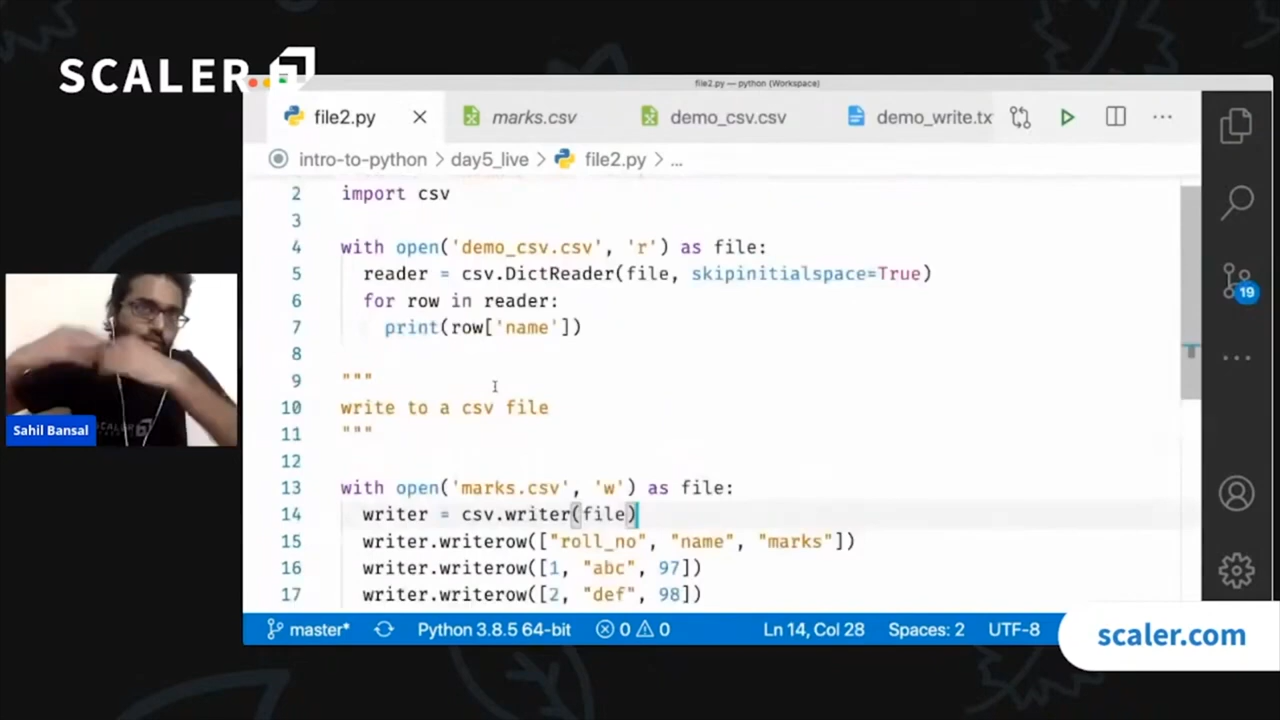 SCALER
file2.py — python (Workspace)
file2.py marks.csv demo_csv.csv demo_write.tx
intro-to-python > day5_live > file2.py > ...
2 import csv
3
4 with open('demo_csv.csv', 'r') as file:
5 reader = csv.DictReader(file, skipinitialspace=True)
6 for row in reader:
7 print(row['name'])
8
9 """
10 write to a csv file
11 """
12
13 with open('marks.csv', 'w') as file:
14 writer = csv.writer(file)
15 writer.writerow(["roll_no", "name", "marks"])
16 writer.writerow([1, "abc", 97])
17 writer.writerow([2, "def", 98])
19
Sahil Bansal
SCALER
master* Python 3.8.5 64-bit 0 0 Ln 14, Col 28 Spaces: 2 UTF-8
scaler.com